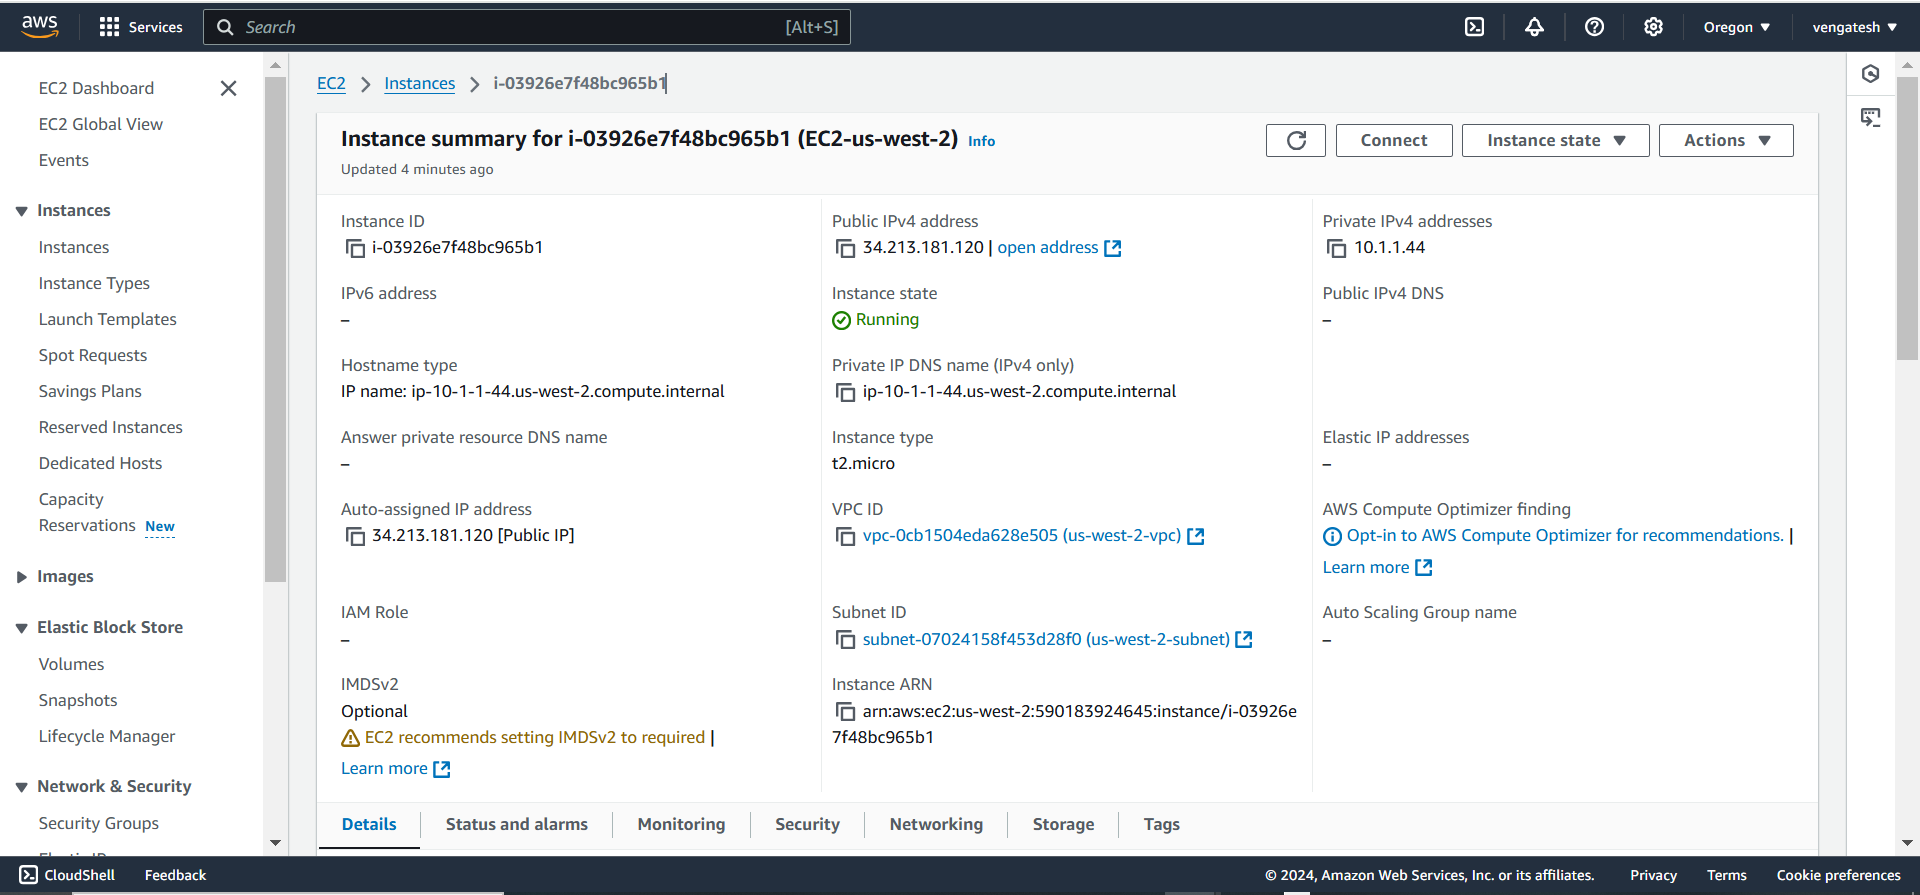 aws
Services
Search
[Alt+S]
Oregon
vengatesh
EC2 Dashboard
EC2 Global View
Events
Instances
Instances
Instance Types
Launch Templates
Spot Requests
Savings Plans
Reserved Instances
Dedicated Hosts
Capacity
Reservations New
Images
Elastic Block Store
Volumes
Snapshots
Lifecycle Manager
Network & Security
Security Groups
EC2 > Instances > i-03926e7f48bc965b1
Instance summary for i-03926e7f48bc965b1 (EC2-us-west-2) Info
Updated 4 minutes ago
Connect
Instance state
Actions
Instance ID
i-03926e7f48bc965b1
Public IPv4 address
34.213.181.120 | open address
Private IPv4 addresses
10.1.1.44
IPv6 address
–
Instance state
Running
Public IPv4 DNS
–
Hostname type
IP name: ip-10-1-1-44.us-west-2.compute.internal
Private IP DNS name (IPv4 only)
ip-10-1-1-44.us-west-2.compute.internal
Answer private resource DNS name
–
Instance type
t2.micro
Elastic IP addresses
–
Auto-assigned IP address
34.213.181.120 [Public IP]
VPC ID
vpc-0cb1504eda628e505 (us-west-2-vpc)
AWS Compute Optimizer finding
Opt-in to AWS Compute Optimizer for recommendations. |
Learn more
IAM Role
–
Subnet ID
subnet-07024158f453d28f0 (us-west-2-subnet)
Auto Scaling Group name
–
IMDSv2
Optional
EC2 recommends setting IMDSv2 to required |
Learn more
Instance ARN
arn:aws:ec2:us-west-2:590183924645:instance/i-03926e
7f48bc965b1
Details
Status and alarms
Monitoring
Security
Networking
Storage
Tags
CloudShell
Feedback
© 2024, Amazon Web Services, Inc. or its affiliates.
Privacy
Terms
Cookie preferences